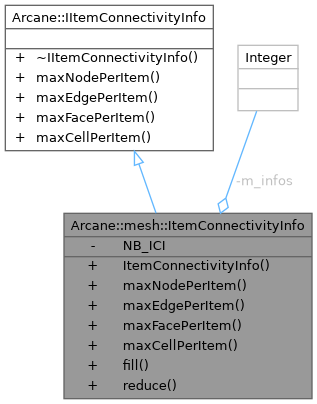 Arcane::IItemConnectivityInfo
+ ~IItemConnectivityInfo()
+ maxNodePerItem()
+ maxEdgePerItem()
+ maxFacePerItem()
+ maxCellPerItem()
Integer
-m_infos
Arcane::mesh::ItemConnectivityInfo
- NB_ICI
+ ItemConnectivityInfo()
+ maxNodePerItem()
+ maxEdgePerItem()
+ maxFacePerItem()
+ maxCellPerItem()
+ fill()
+ reduce()